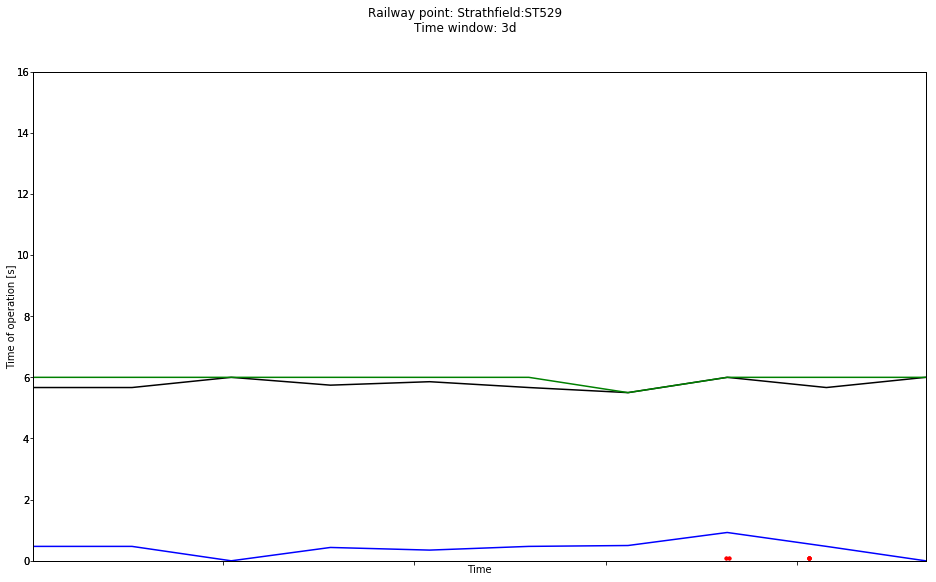 Railway point: Strathfield:ST529
Time window: 3d
16
14
12
10
8
6
4
2
0
Time of operation [s]
Time